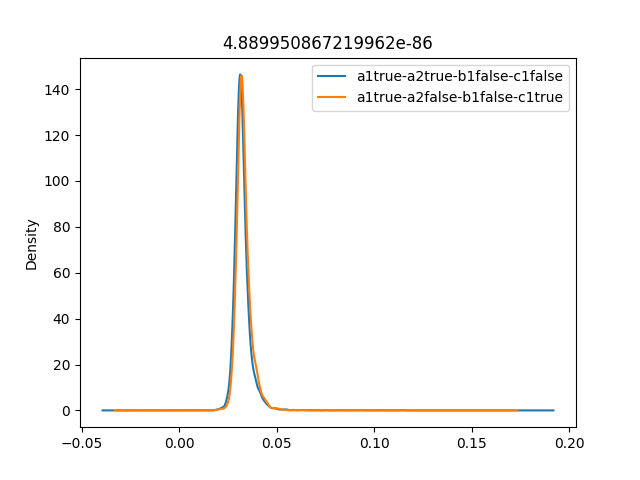 4.889950867219962e-86
a1true-a2true-b1false-c1false
a1true-a2false-b1false-c1true
Density
140
120
100
80
60
40
20
0
−0.05 0.00 0.05 0.10 0.15 0.20